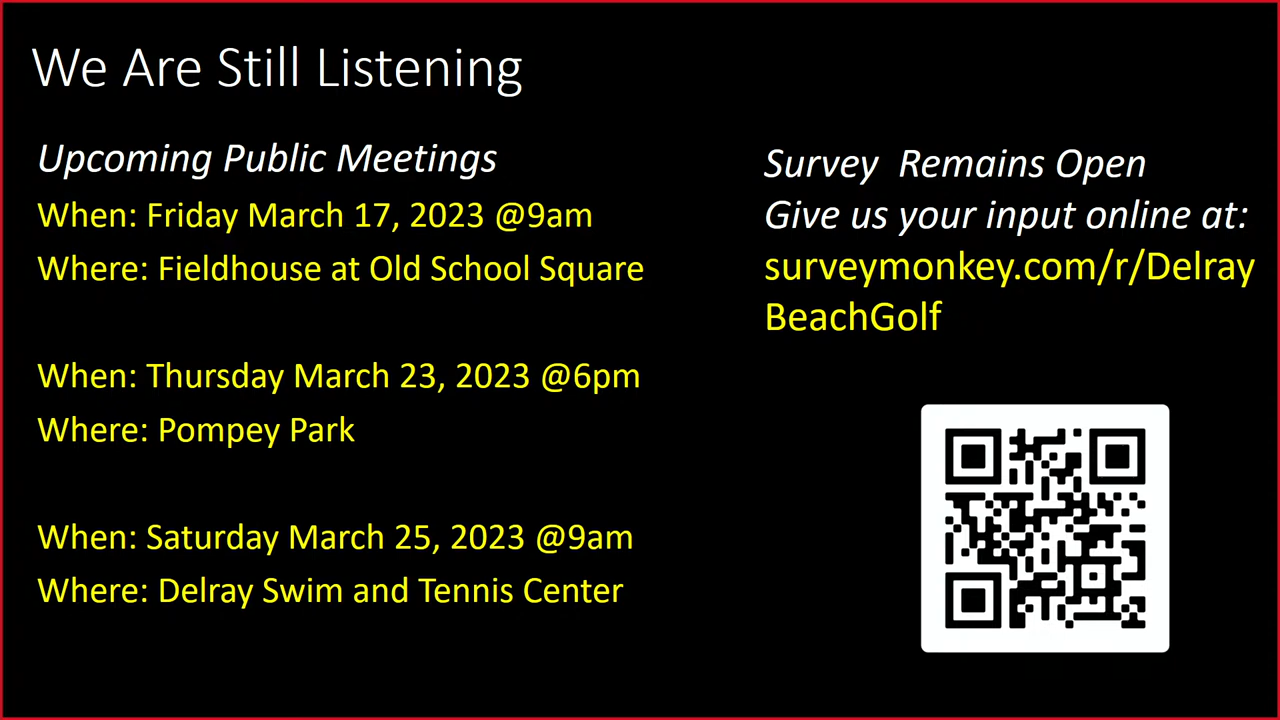 We Are Still Listening
Upcoming Public Meetings
When: Friday March 17, 2023 @9am
Where: Fieldhouse at Old School Square
When: Thursday March 23, 2023 @6pm
Where: Pompey Park
When: Saturday March 25, 2023 @9am
Where: Delray Swim and Tennis Center
Survey  Remains Open
Give us your input online at:
surveymonkey.com/r/Delray
BeachGolf